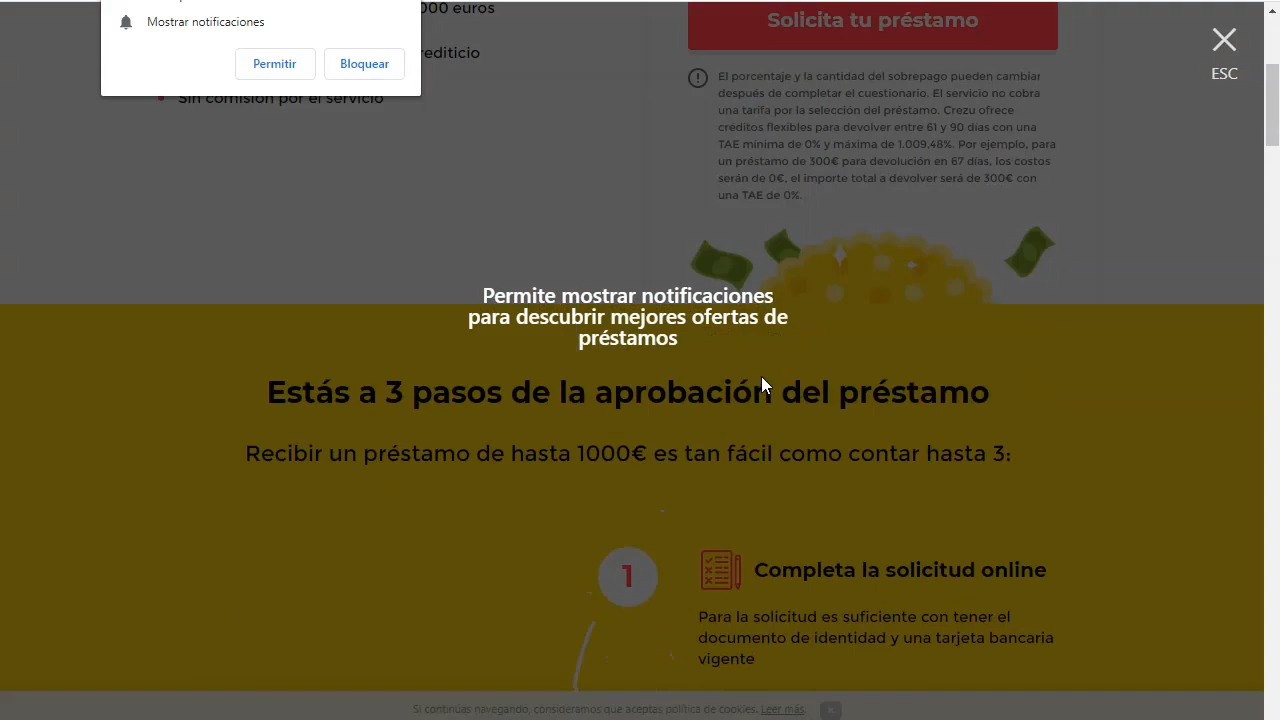 000 euros
Mostrar notificaciones
Solicita tu préstamo
ESC
Permitir
Bloquear
Sin comisión por el servicio
El porcentaje y la cantidad del sobrepago pueden cambiar
después de completar el cuestionario. El servicio no cobra
una tarifa por la selección del préstamo. Crezu ofrece
créditos flexibles para devolver entre 61 y 90 días con una
TAE mínima de 0% y máxima de 1.009,48%. Por ejemplo, para
un préstamo de 300€ para devolución en 67 días, los costos
serán de 0€, el importe total a devolver será de 300€ con
una TAE de 0%.
Permite mostrar notificaciones
para descubrir mejores ofertas de
préstamos
Estás a 3 pasos de la aprobación del préstamo
Recibir un préstamo de hasta 1000€ es tan fácil como contar hasta 3:
1
Completa la solicitud online
Para la solicitud es suficiente con tener el
documento de identidad y una tarjeta bancaria
vigente
Si continúas navegando, consideramos que aceptas política de cookies. Leer más.